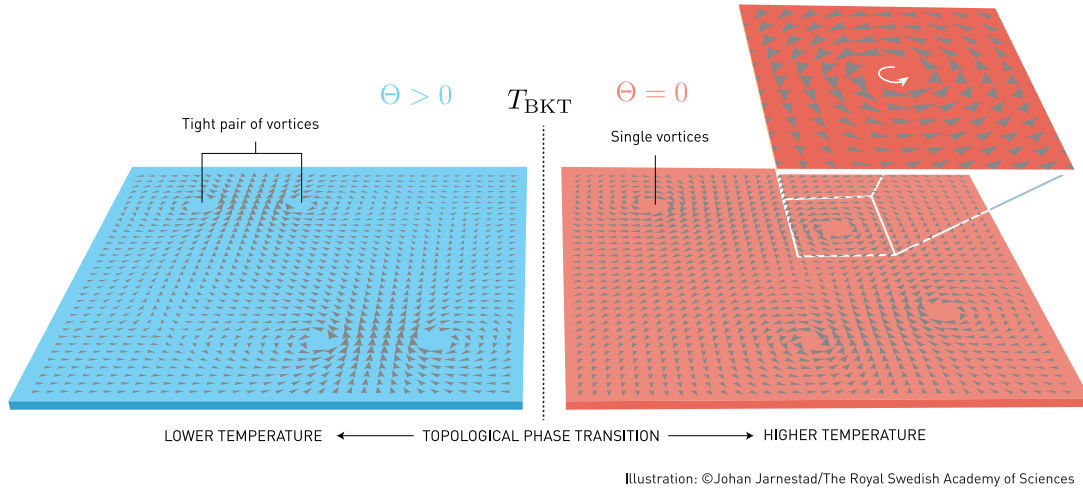 Θ > 0
T_BKT
Θ = 0
Tight pair of vortices
Single vortices
LOWER TEMPERATURE ← TOPOLOGICAL PHASE TRANSITION → HIGHER TEMPERATURE
Illustration: ©Johan Jarnestad/The Royal Swedish Academy of Sciences